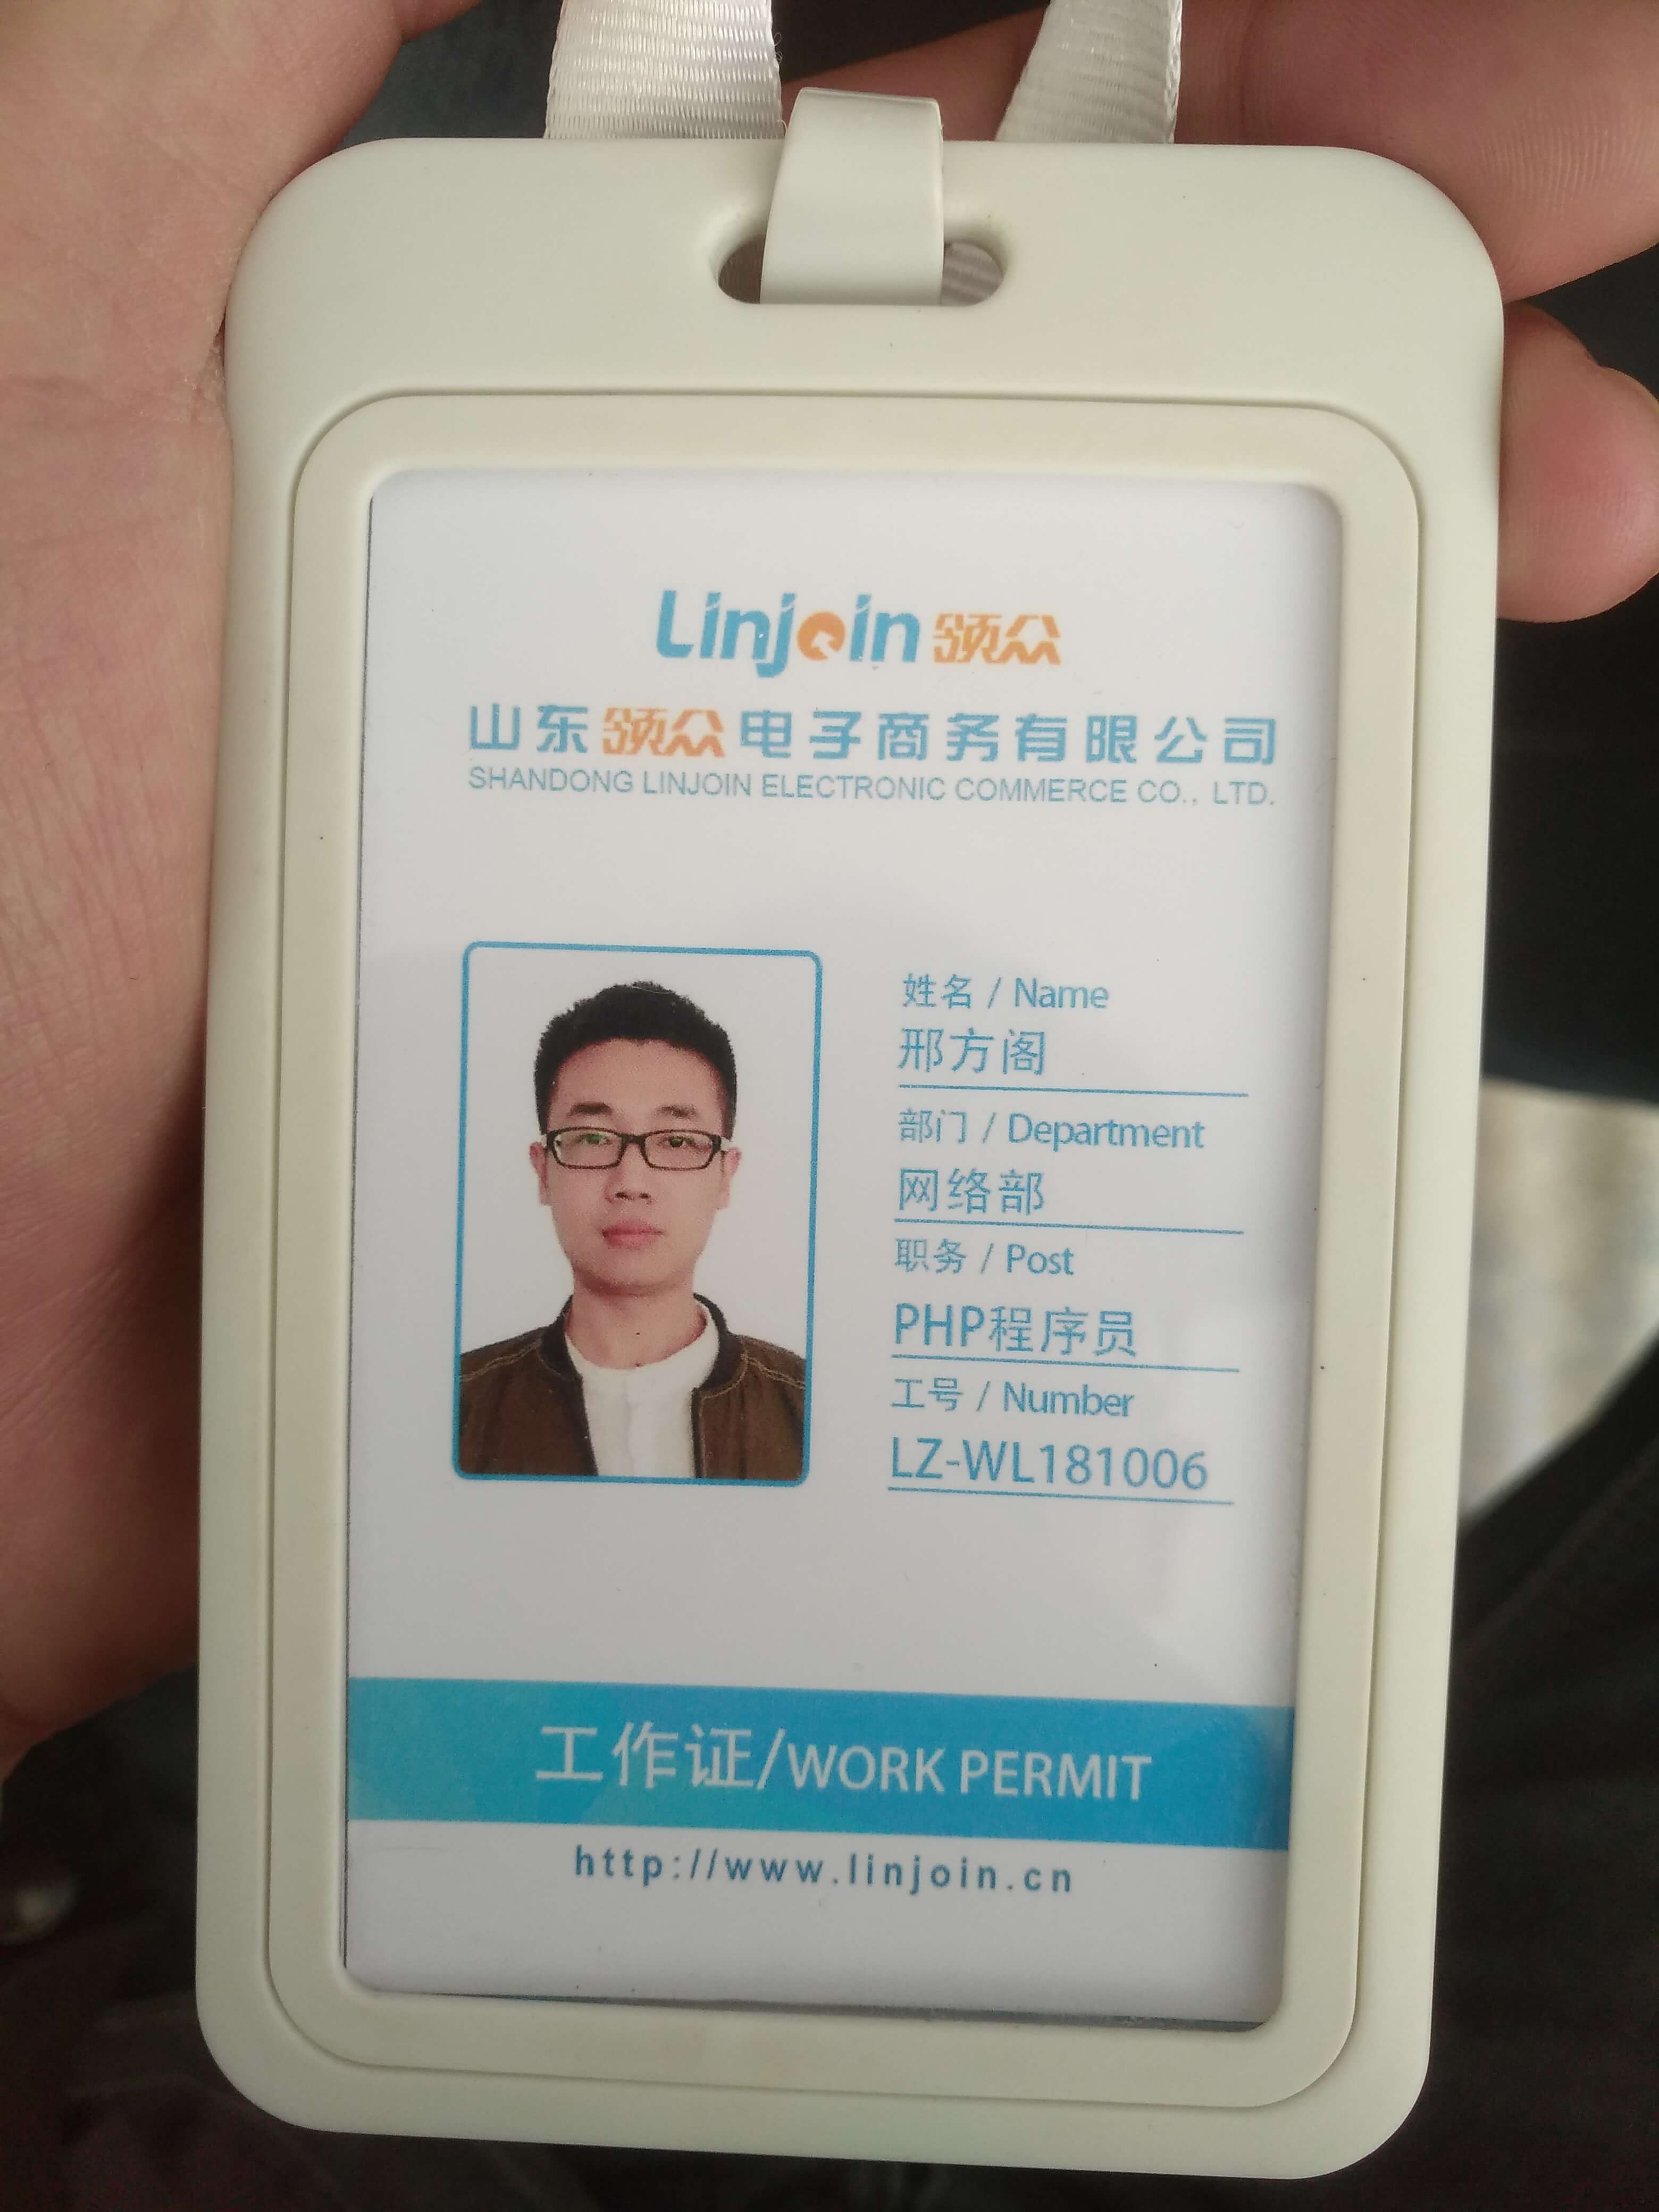 Linjoin 领众
山东领众电子商务有限公司
SHANDONG LINJOIN ELECTRONIC COMMERCE CO., LTD.
姓名 / Name
邢方阁
部门 / Department
网络部
职务 / Post
PHP程序员
工号 / Number
LZ-WL181006
工作证/WORK PERMIT
http://www.linjoin.cn